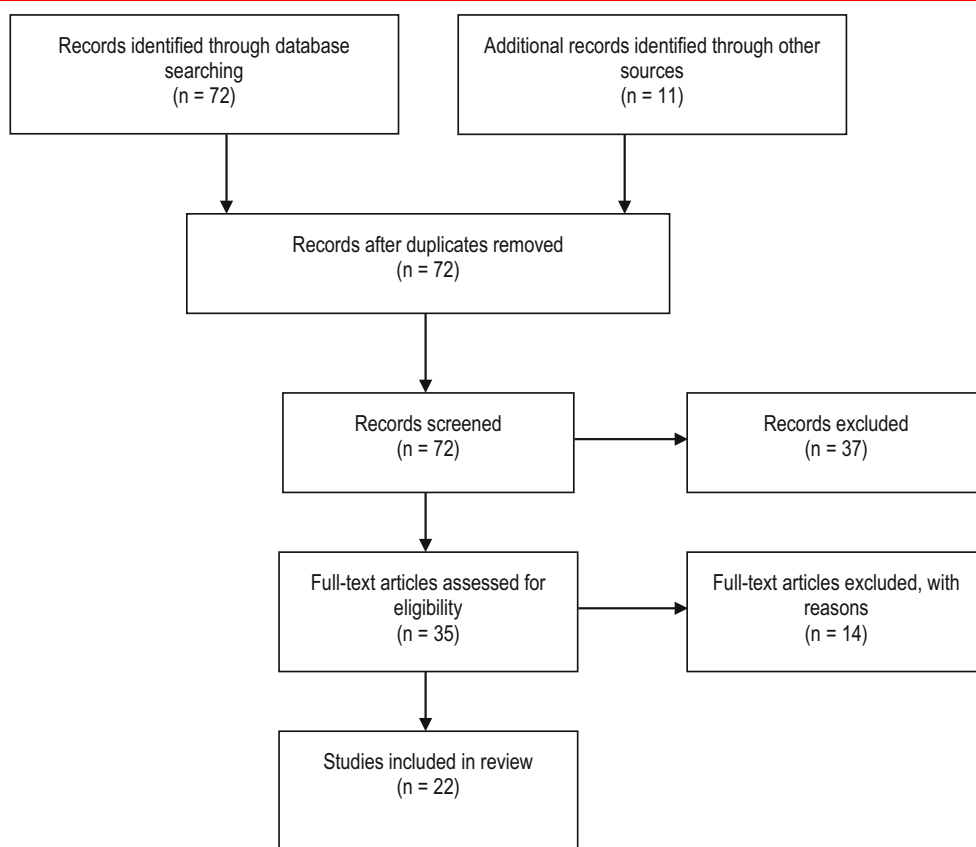 Records identified through database
searching
(n = 72)
Additional records identified through other
sources
(n = 11)
Records after duplicates removed
(n = 72)
Records screened
(n = 72)
Records excluded
(n = 37)
Full-text articles assessed for
eligibility
(n = 35)
Full-text articles excluded, with
reasons
(n = 14)
Studies included in review
(n = 22)